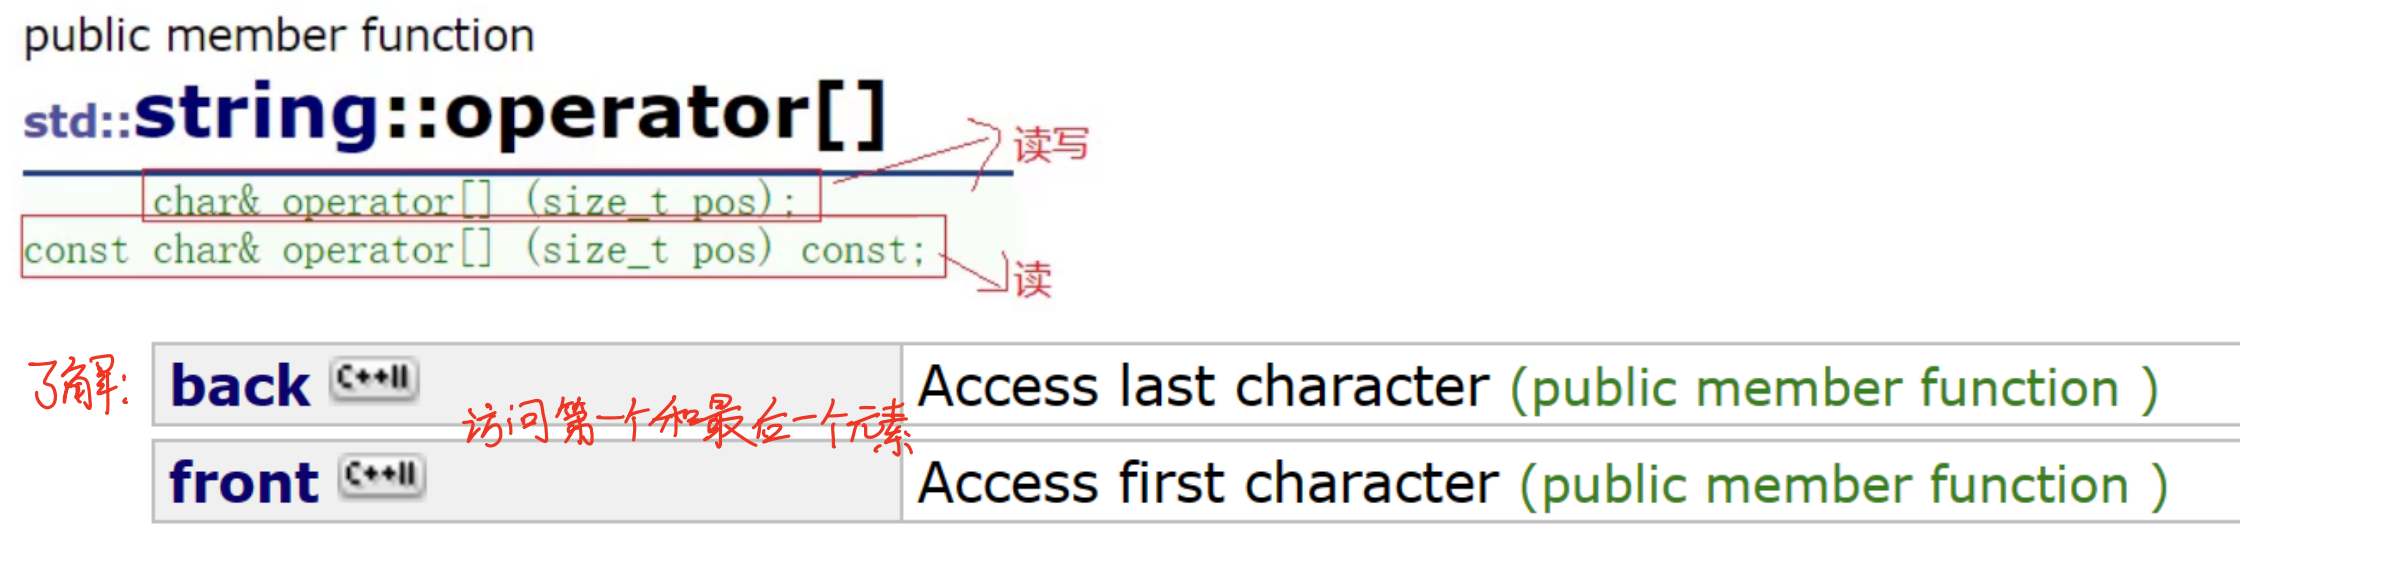 public member function
std::string::operator[]
读写
char& operator[] (size_t pos);
const char& operator[] (size_t pos) const;
读
了解:
back C++11 Access last character (public member function )
访问第一个和最后一个元素
front C++11 Access first character (public member function )